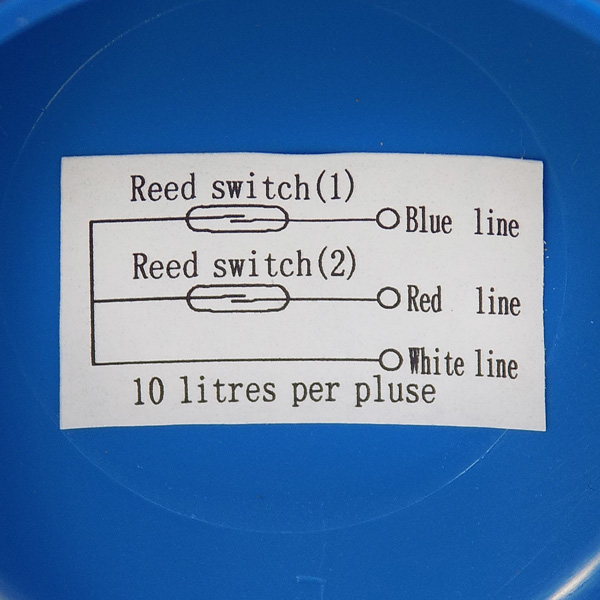 Reed switch(1)
Blue line
Reed switch(2)
Red line
White line
10 litres per pluse